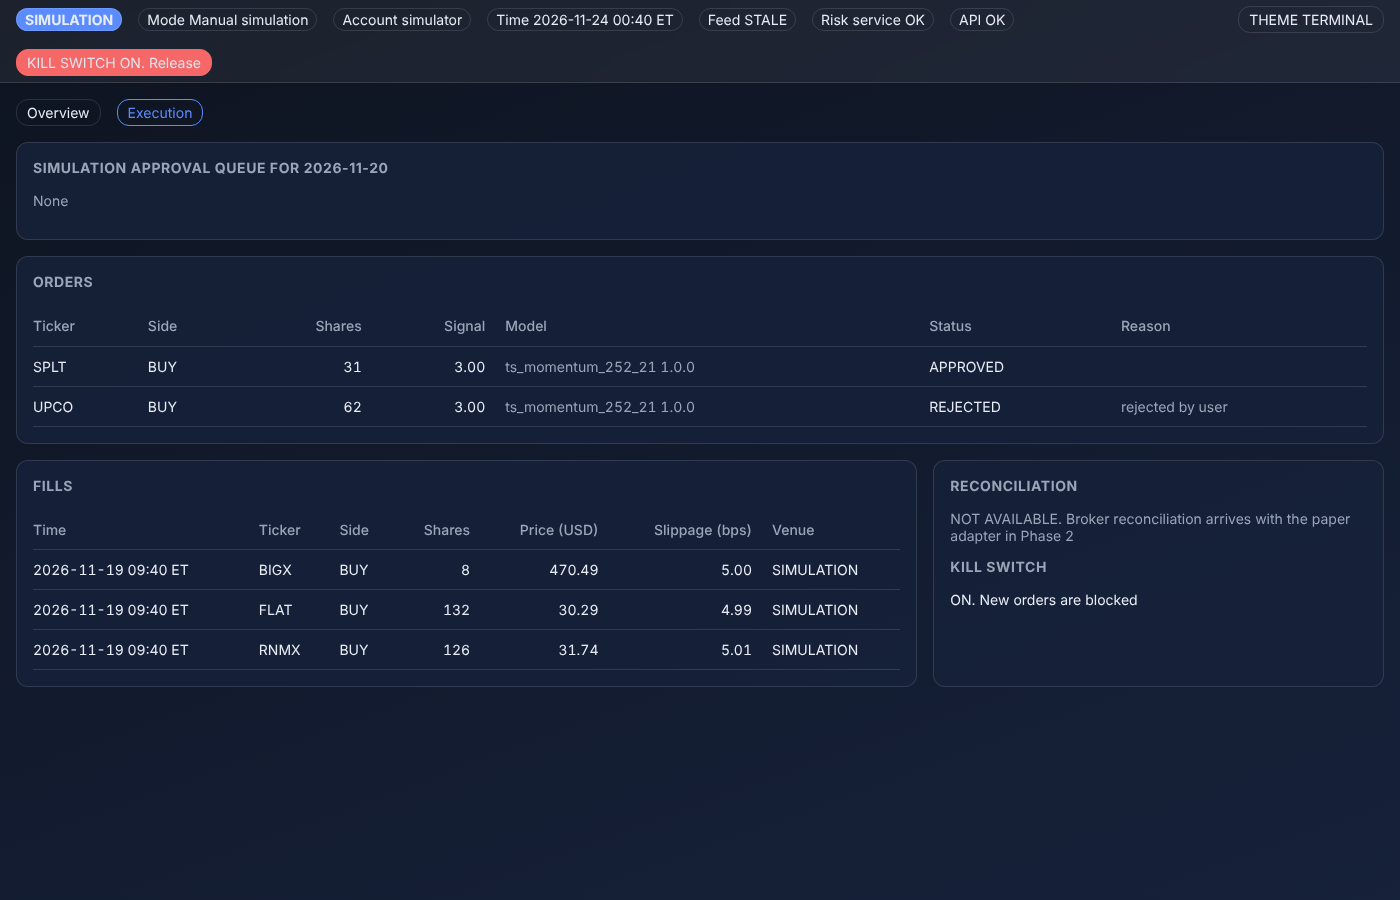 SIMULATION Mode Manual simulation Account simulator Time 2026-11-24 00:40 ET Feed STALE Risk service OK API OK THEME TERMINAL
KILL SWITCH ON. Release
Overview Execution
SIMULATION APPROVAL QUEUE FOR 2026-11-20
None
ORDERS
Ticker Side Shares Signal Model Status Reason
SPLT BUY 31 3.00 ts_momentum_252_21 1.0.0 APPROVED
UPCO BUY 62 3.00 ts_momentum_252_21 1.0.0 REJECTED rejected by user
FILLS
Time Ticker Side Shares Price (USD) Slippage (bps) Venue
2026-11-19 09:40 ET BIGX BUY 8 470.49 5.00 SIMULATION
2026-11-19 09:40 ET FLAT BUY 132 30.29 4.99 SIMULATION
2026-11-19 09:40 ET RNMX BUY 126 31.74 5.01 SIMULATION
RECONCILIATION
NOT AVAILABLE. Broker reconciliation arrives with the paper
adapter in Phase 2
KILL SWITCH
ON. New orders are blocked